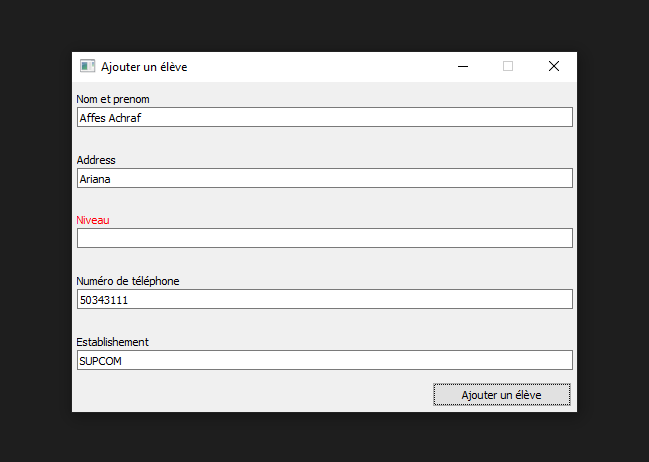 Ajouter un élève
Nom et prenom
Affes Achraf
Address
Ariana
Niveau
Numéro de téléphone
50343111
Establishement
SUPCOM
Ajouter un élève